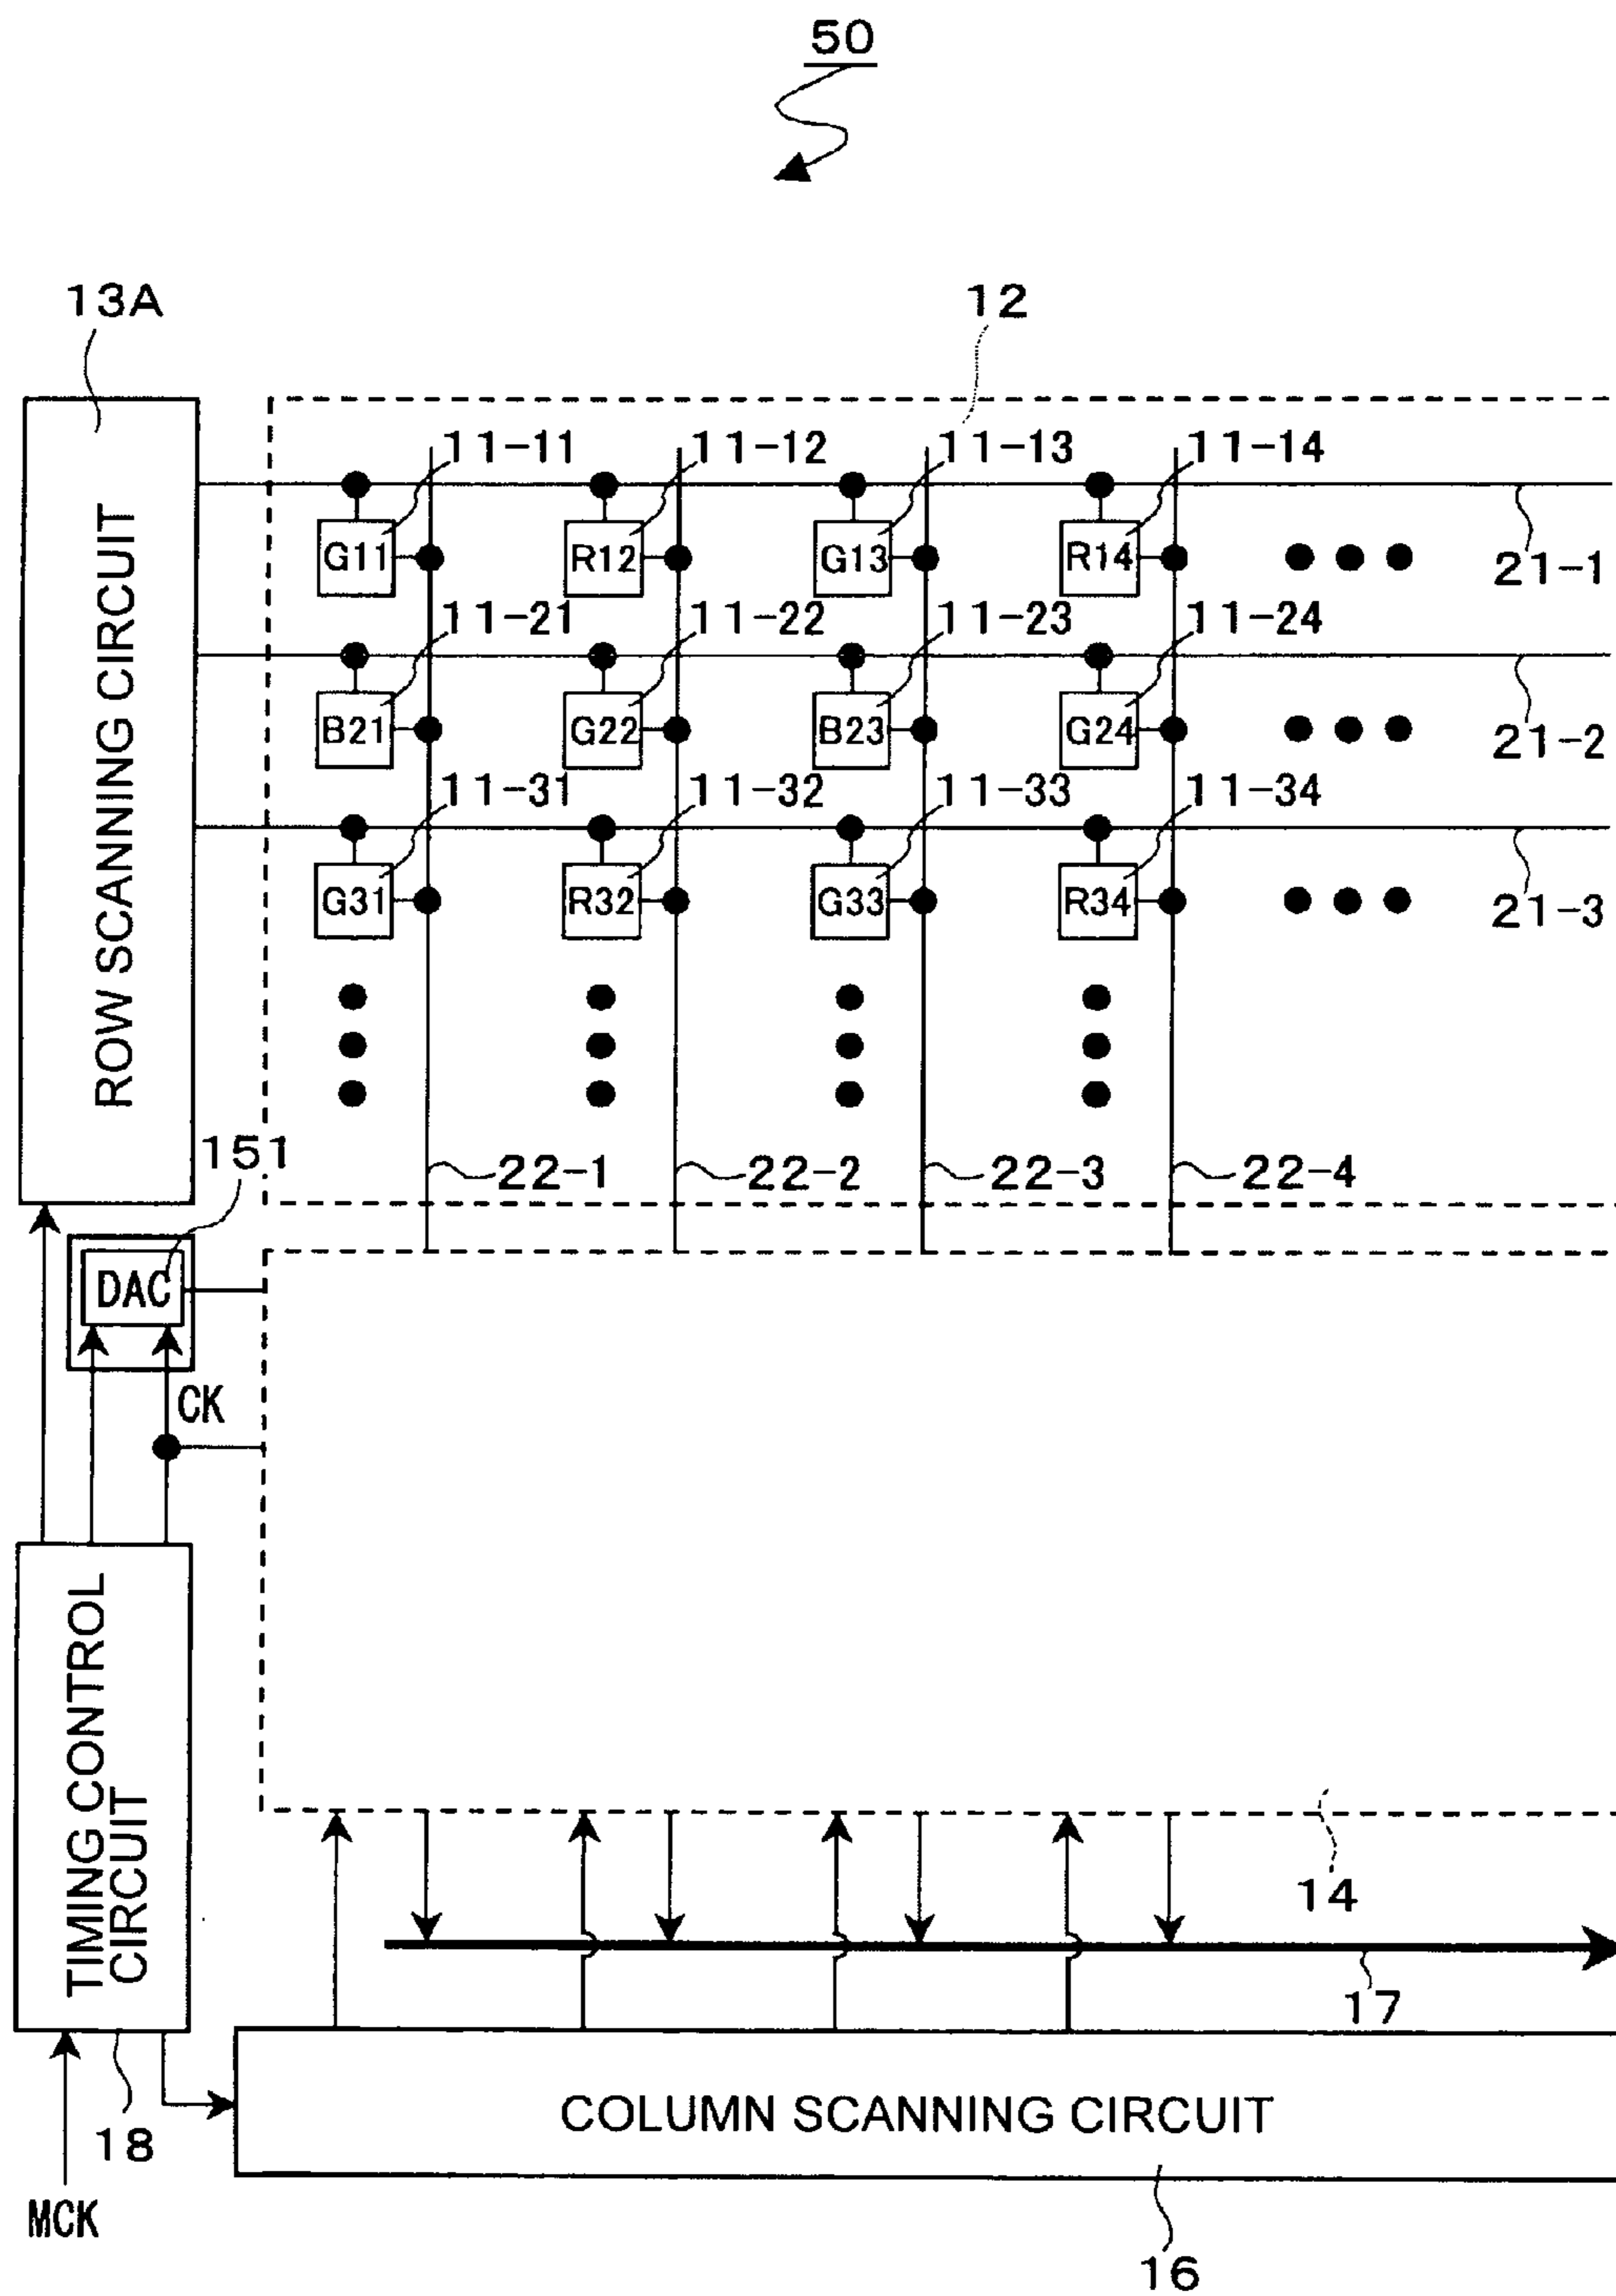 50
13A
12
11-11 11-12 11-13 11-14
G11 R12 G13 R14
21-1
11-21 11-22 11-23 11-24
B21 G22 B23 G24
21-2
11-31 11-32 11-33 11-34
G31 R32 G33 R34
21-3
ROW SCANNING CIRCUIT
151
22-1 22-2 22-3 22-4
DAC
CK
TIMING CONTROL
CIRCUIT
14
17
COLUMN SCANNING CIRCUIT
18
MCK
16